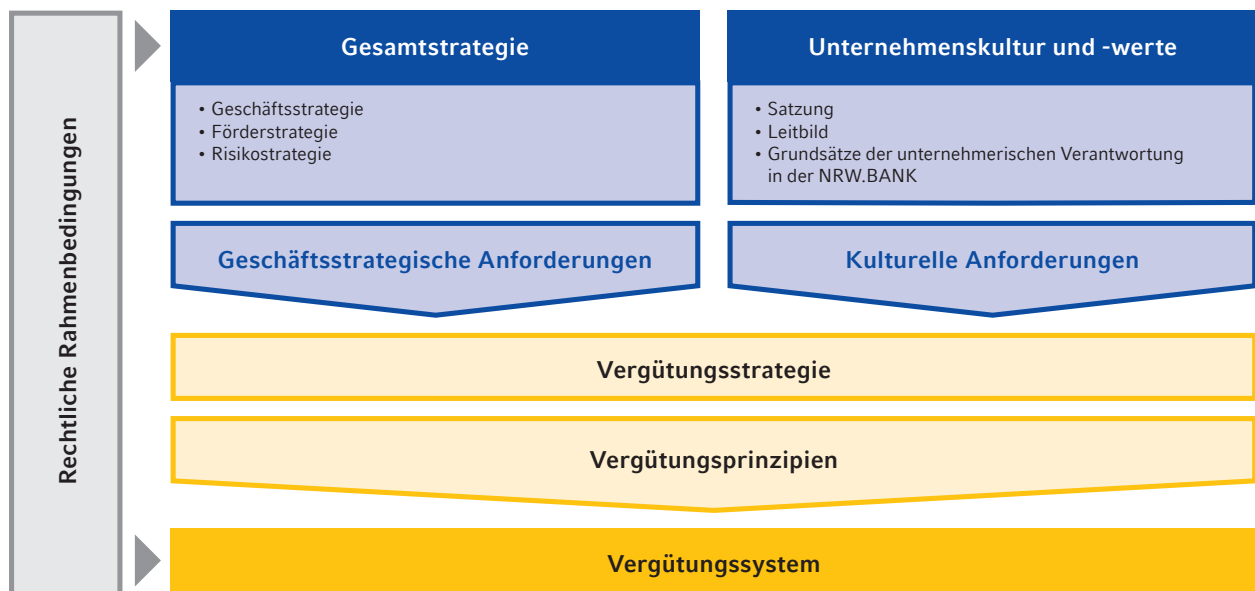 Rechtliche Rahmenbedingungen
Gesamtstrategie
• Geschäftsstrategie
• Förderstrategie
• Risikostrategie
Unternehmenskultur und -werte
• Satzung
• Leitbild
• Grundsätze der unternehmerischen Verantwortung
in der NRW.BANK
Geschäftsstrategische Anforderungen
Kulturelle Anforderungen
Vergütungsstrategie
Vergütungsprinzipien
Vergütungssystem